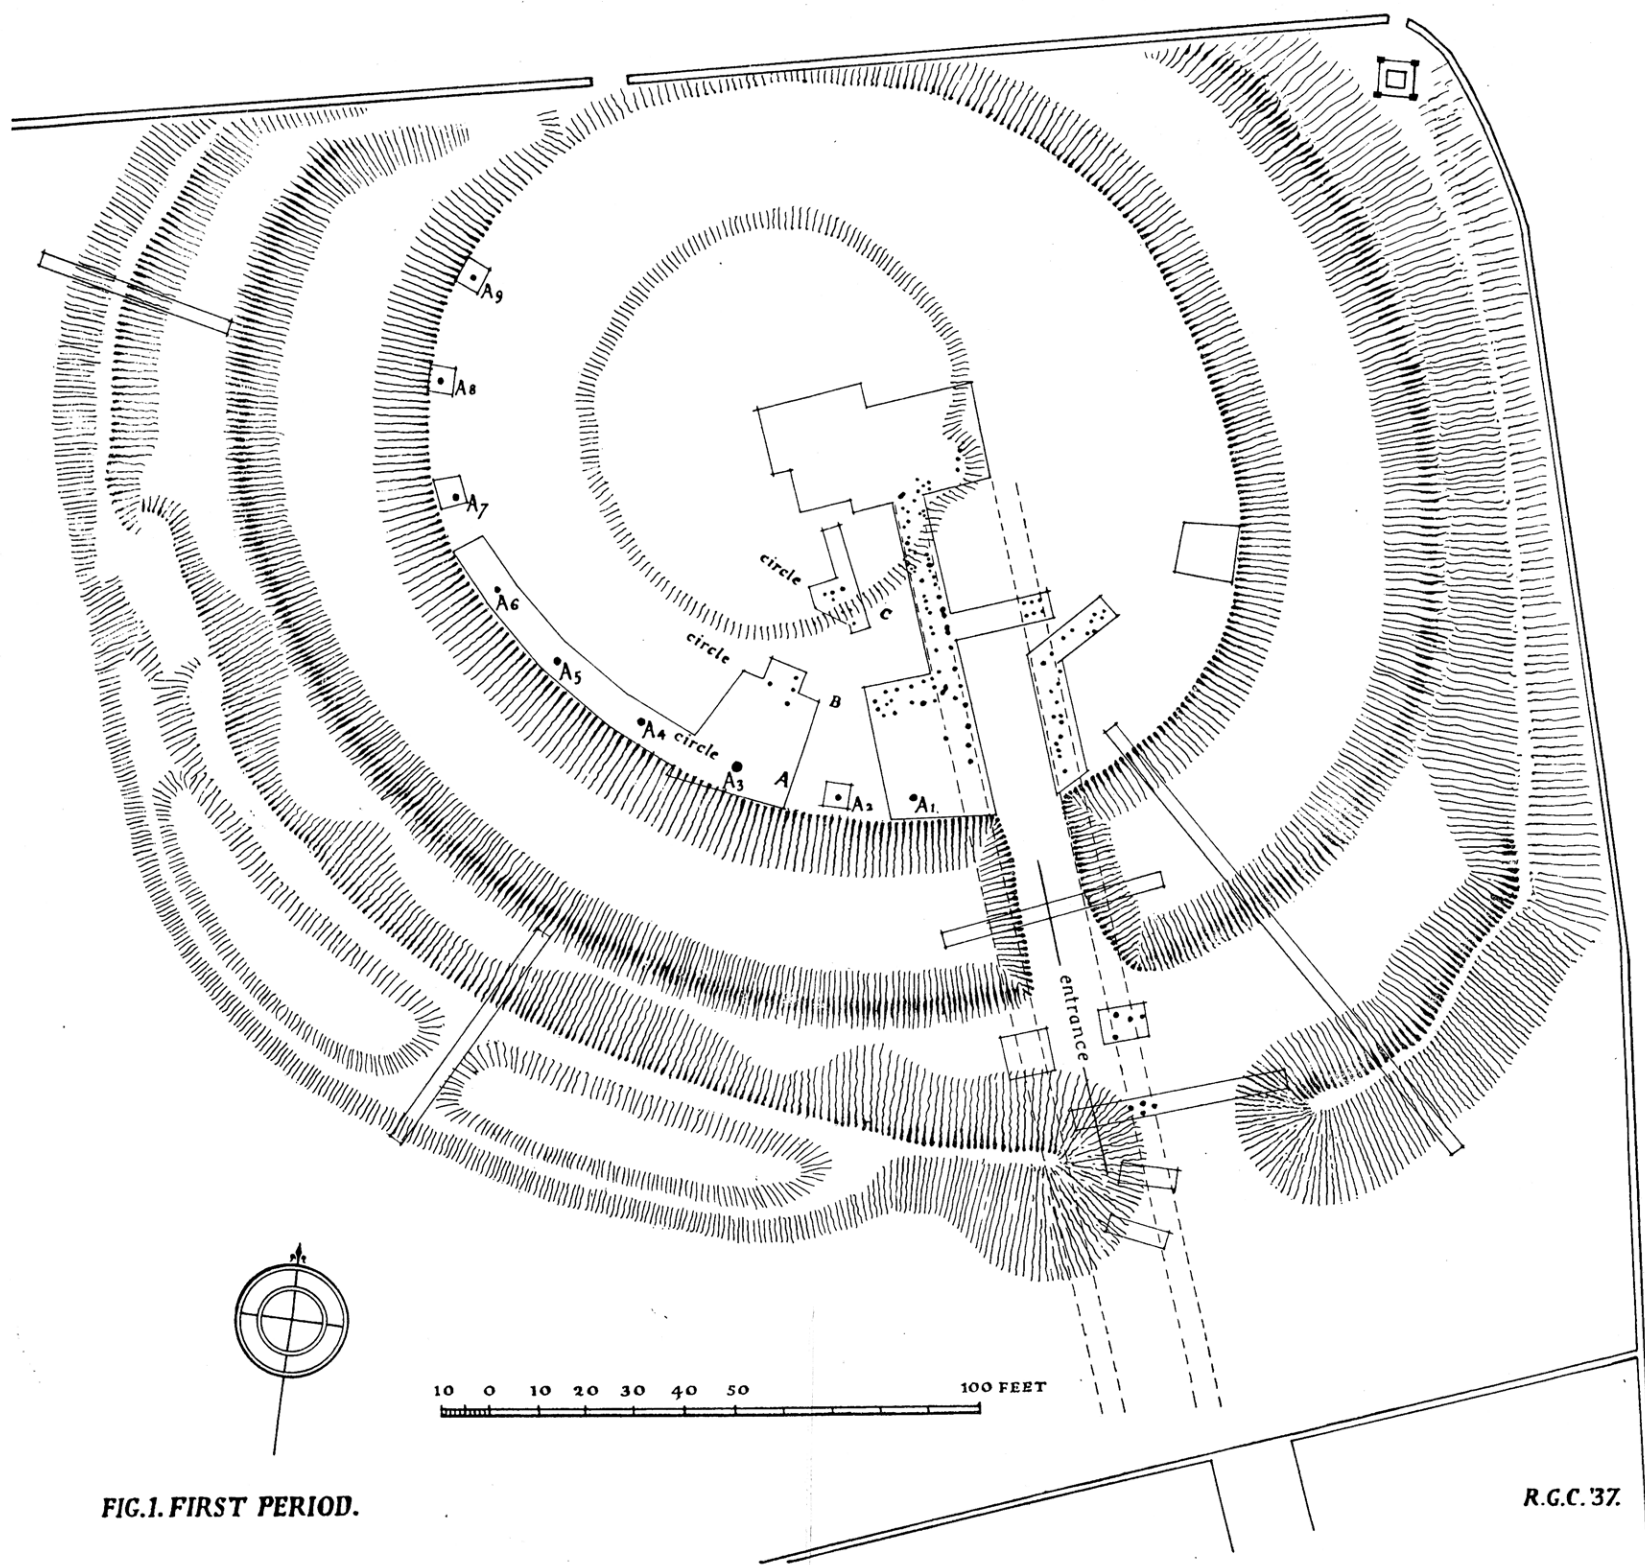 A9
A8
A7
circle
C
A6
circle
A5
B
A4
circle
A3
A
A2
A1.
entrance
10 0 10 20 30 40 50 100 FEET
FIG.1. FIRST PERIOD.
R.G.C.'37.